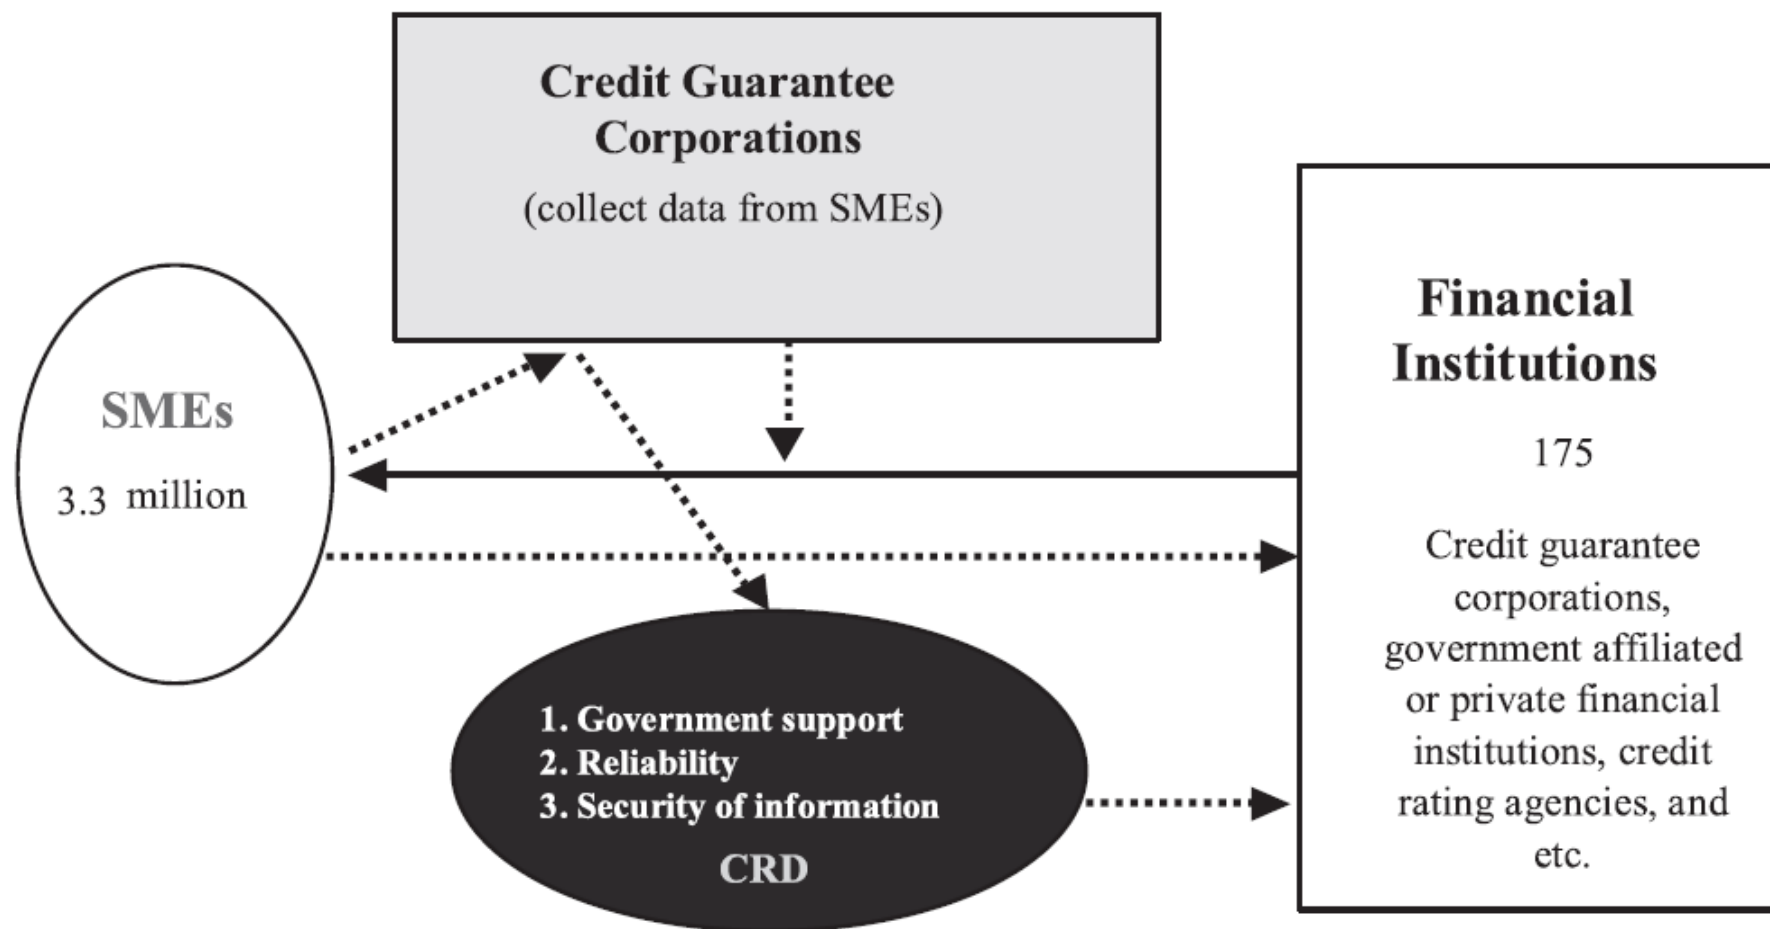 Credit Guarantee
Corporations
(collect data from SMEs)
SMEs
3.3 million
Financial
Institutions
175
Credit guarantee
corporations,
government affiliated
or private financial
institutions, credit
rating agencies, and
etc.
1. Government support
2. Reliability
3. Security of information
CRD